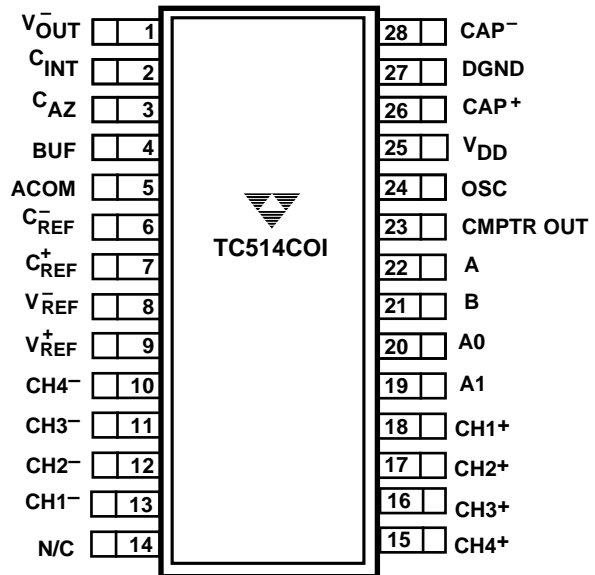 V⁻OUT 1 28 CAP⁻
CINT 2 27 DGND
CAZ 3 26 CAP⁺
BUF 4 25 VDD
ACOM 5 24 OSC
C⁻REF 6 23 CMPTR OUT
TC514COI
C⁺REF 7 22 A
V⁻REF 8 21 B
V⁺REF 9 20 A0
CH4⁻ 10 19 A1
CH3⁻ 11 18 CH1⁺
CH2⁻ 12 17 CH2⁺
CH1⁻ 13 16 CH3⁺
N/C 14 15 CH4⁺